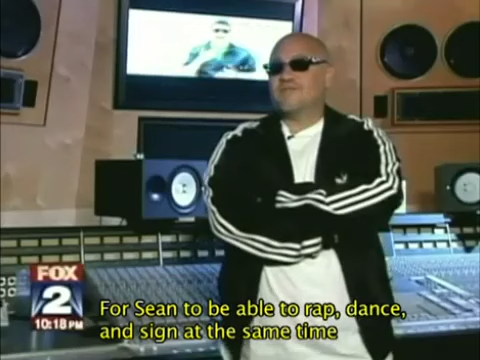 FOX
2
10:18 PM
For Sean to be able to rap, dance,
and sign at the same time